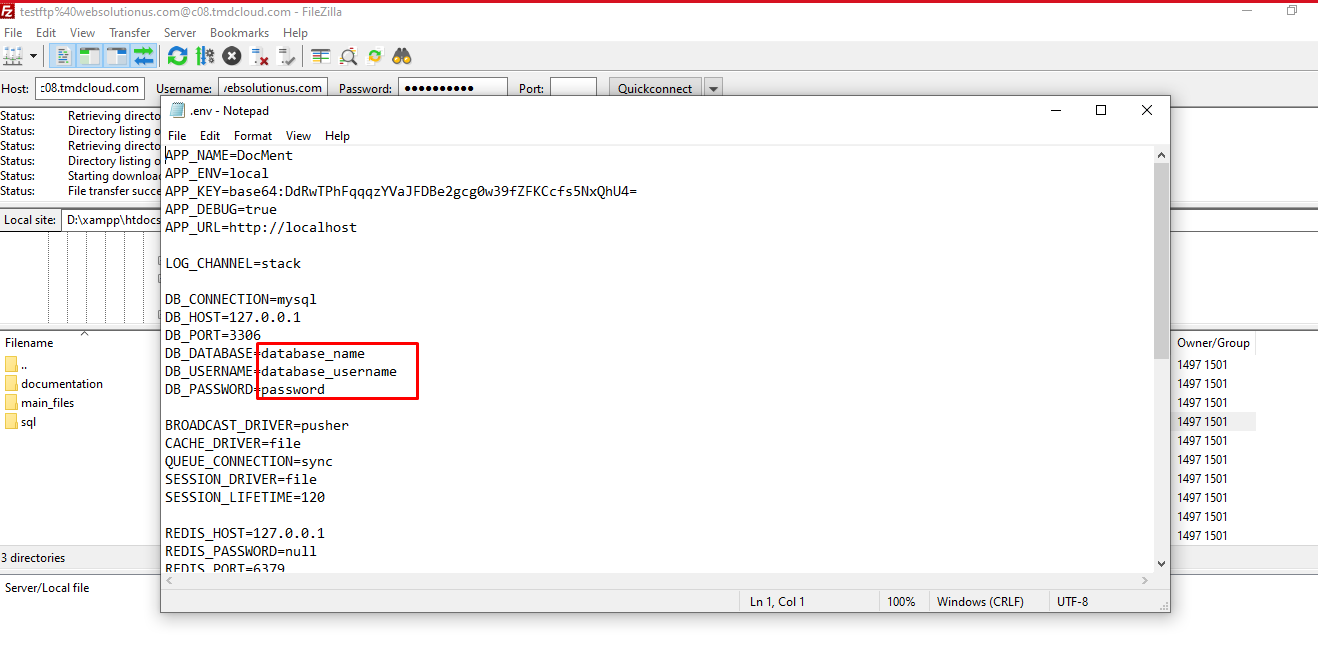 testftp%40websolutionus.com@c08.tmdcloud.com - FileZilla
File Edit View Transfer Server Bookmarks Help
Host: c08.tmdcloud.com Username: websolutionus.com Password: ●●●●●●●●●● Port: Quickconnect
Status: Retrieving directo
Status: Directory listing o
Status: Retrieving directo
Status: Directory listing o
Status: Starting downloa
Status: File transfer succe
Local site: D:\xampp\htdocs
Filename
..
documentation
main_files
sql
3 directories
Server/Local file
.env - Notepad
File Edit Format View Help
APP_NAME=DocMent
APP_ENV=local
APP_KEY=base64:DdRwTPhFqqqzYVaJFDBe2gcg0w39fZFKCcfs5NxQhU4=
APP_DEBUG=true
APP_URL=http://localhost
LOG_CHANNEL=stack
DB_CONNECTION=mysql
DB_HOST=127.0.0.1
DB_PORT=3306
DB_DATABASE=database_name
DB_USERNAME=database_username
DB_PASSWORD=password
BROADCAST_DRIVER=pusher
CACHE_DRIVER=file
QUEUE_CONNECTION=sync
SESSION_DRIVER=file
SESSION_LIFETIME=120
REDIS_HOST=127.0.0.1
REDIS_PASSWORD=null
REDIS_PORT=6379
Ln 1, Col 1 100% Windows (CRLF) UTF-8
Owner/Group
1497 1501
1497 1501
1497 1501
1497 1501
1497 1501
1497 1501
1497 1501
1497 1501
1497 1501
1497 1501